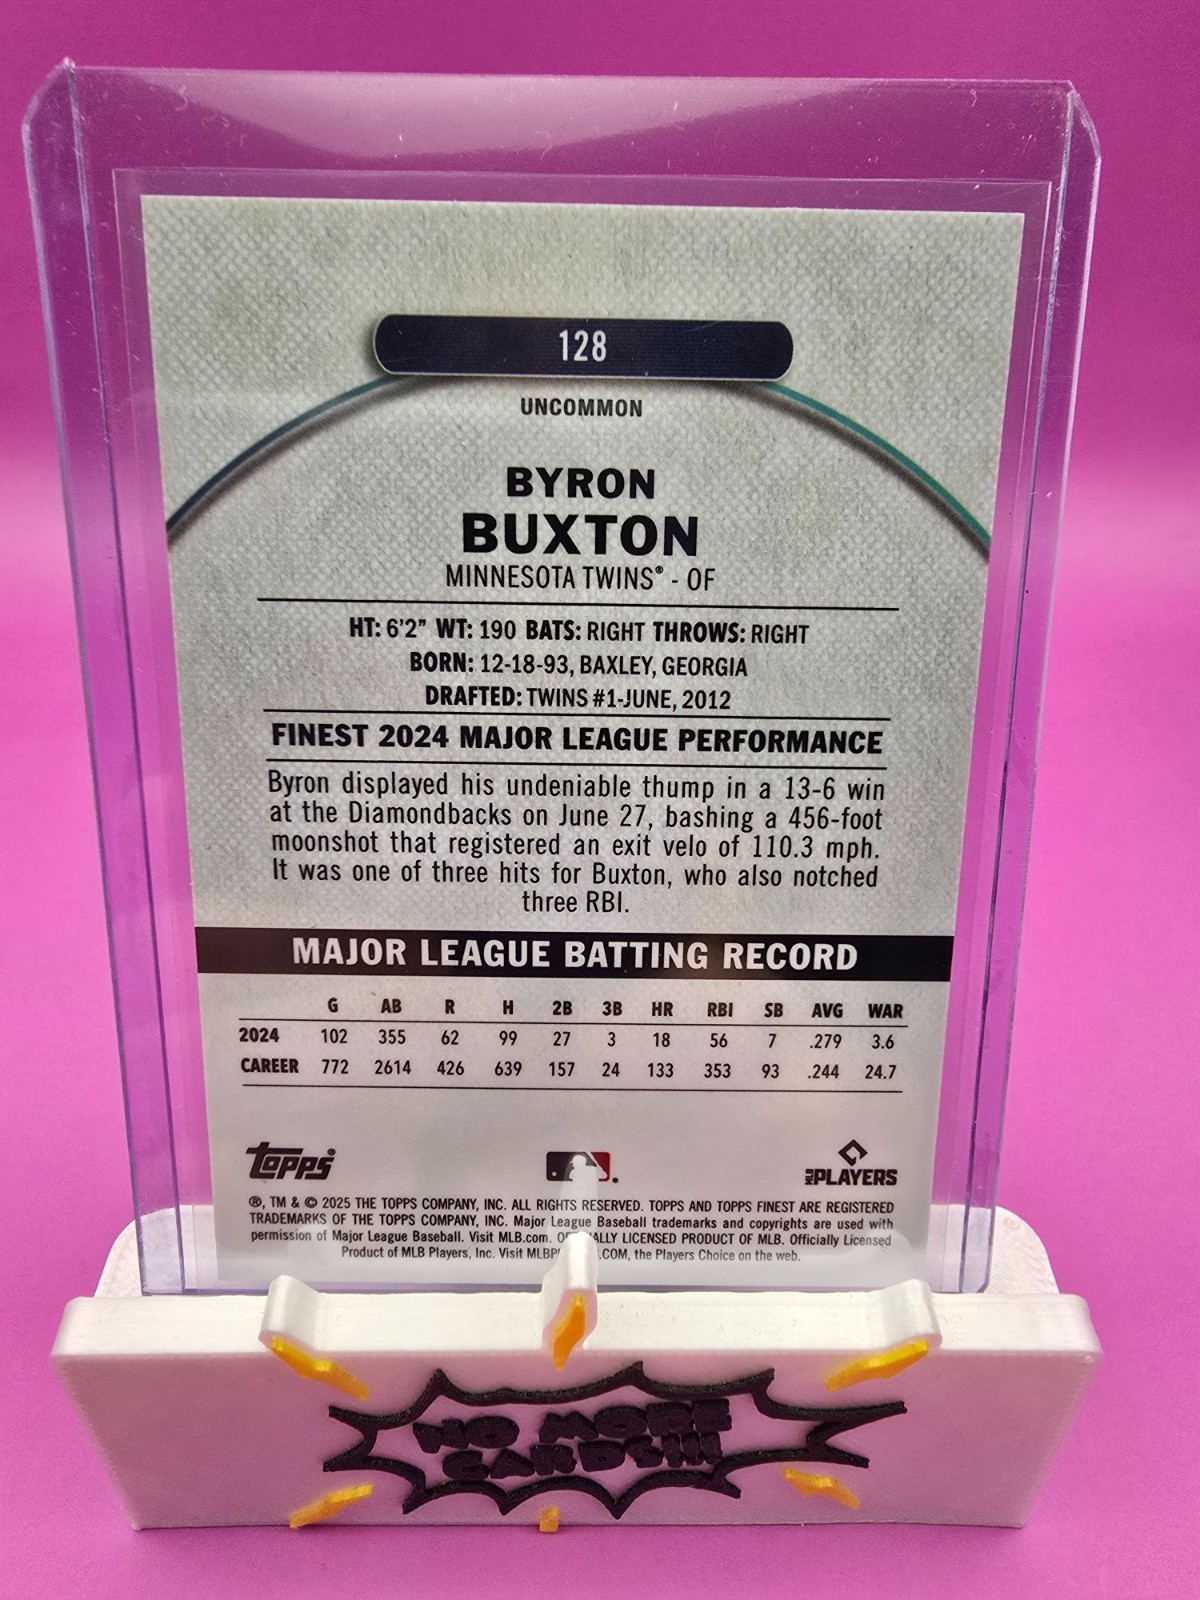 128
UNCOMMON
BYRON
BUXTON
MINNESOTA TWINS® - OF
HT: 6'2" WT: 190 BATS: RIGHT THROWS: RIGHT
BORN: 12-18-93, BAXLEY, GEORGIA
DRAFTED: TWINS #1-JUNE, 2012
FINEST 2024 MAJOR LEAGUE PERFORMANCE
Byron displayed his undeniable thump in a 13-6 win
at the Diamondbacks on June 27, bashing a 456-foot
moonshot that registered an exit velo of 110.3 mph.
It was one of three hits for Buxton, who also notched
three RBI.
MAJOR LEAGUE BATTING RECORD
G AB R H 2B 3B HR RBI SB AVG WAR
2024 102 355 62 99 27 3 18 56 7 .279 3.6
CAREER 772 2614 426 639 157 24 133 353 93 .244 24.7
topps®
MLB PLAYERS
®, TM & © 2025 THE TOPPS COMPANY, INC. ALL RIGHTS RESERVED. TOPPS AND TOPPS FINEST ARE REGISTERED
TRADEMARKS OF THE TOPPS COMPANY, INC. Major League Baseball trademarks and copyrights are used with
permission of Major League Baseball. Visit MLB.com. LICENSED PRODUCT OF MLB. Officially Licensed
Product of MLB Players, Inc. Visit .COM, the Players Choice on the web.
NO MORE
CARDS!!!